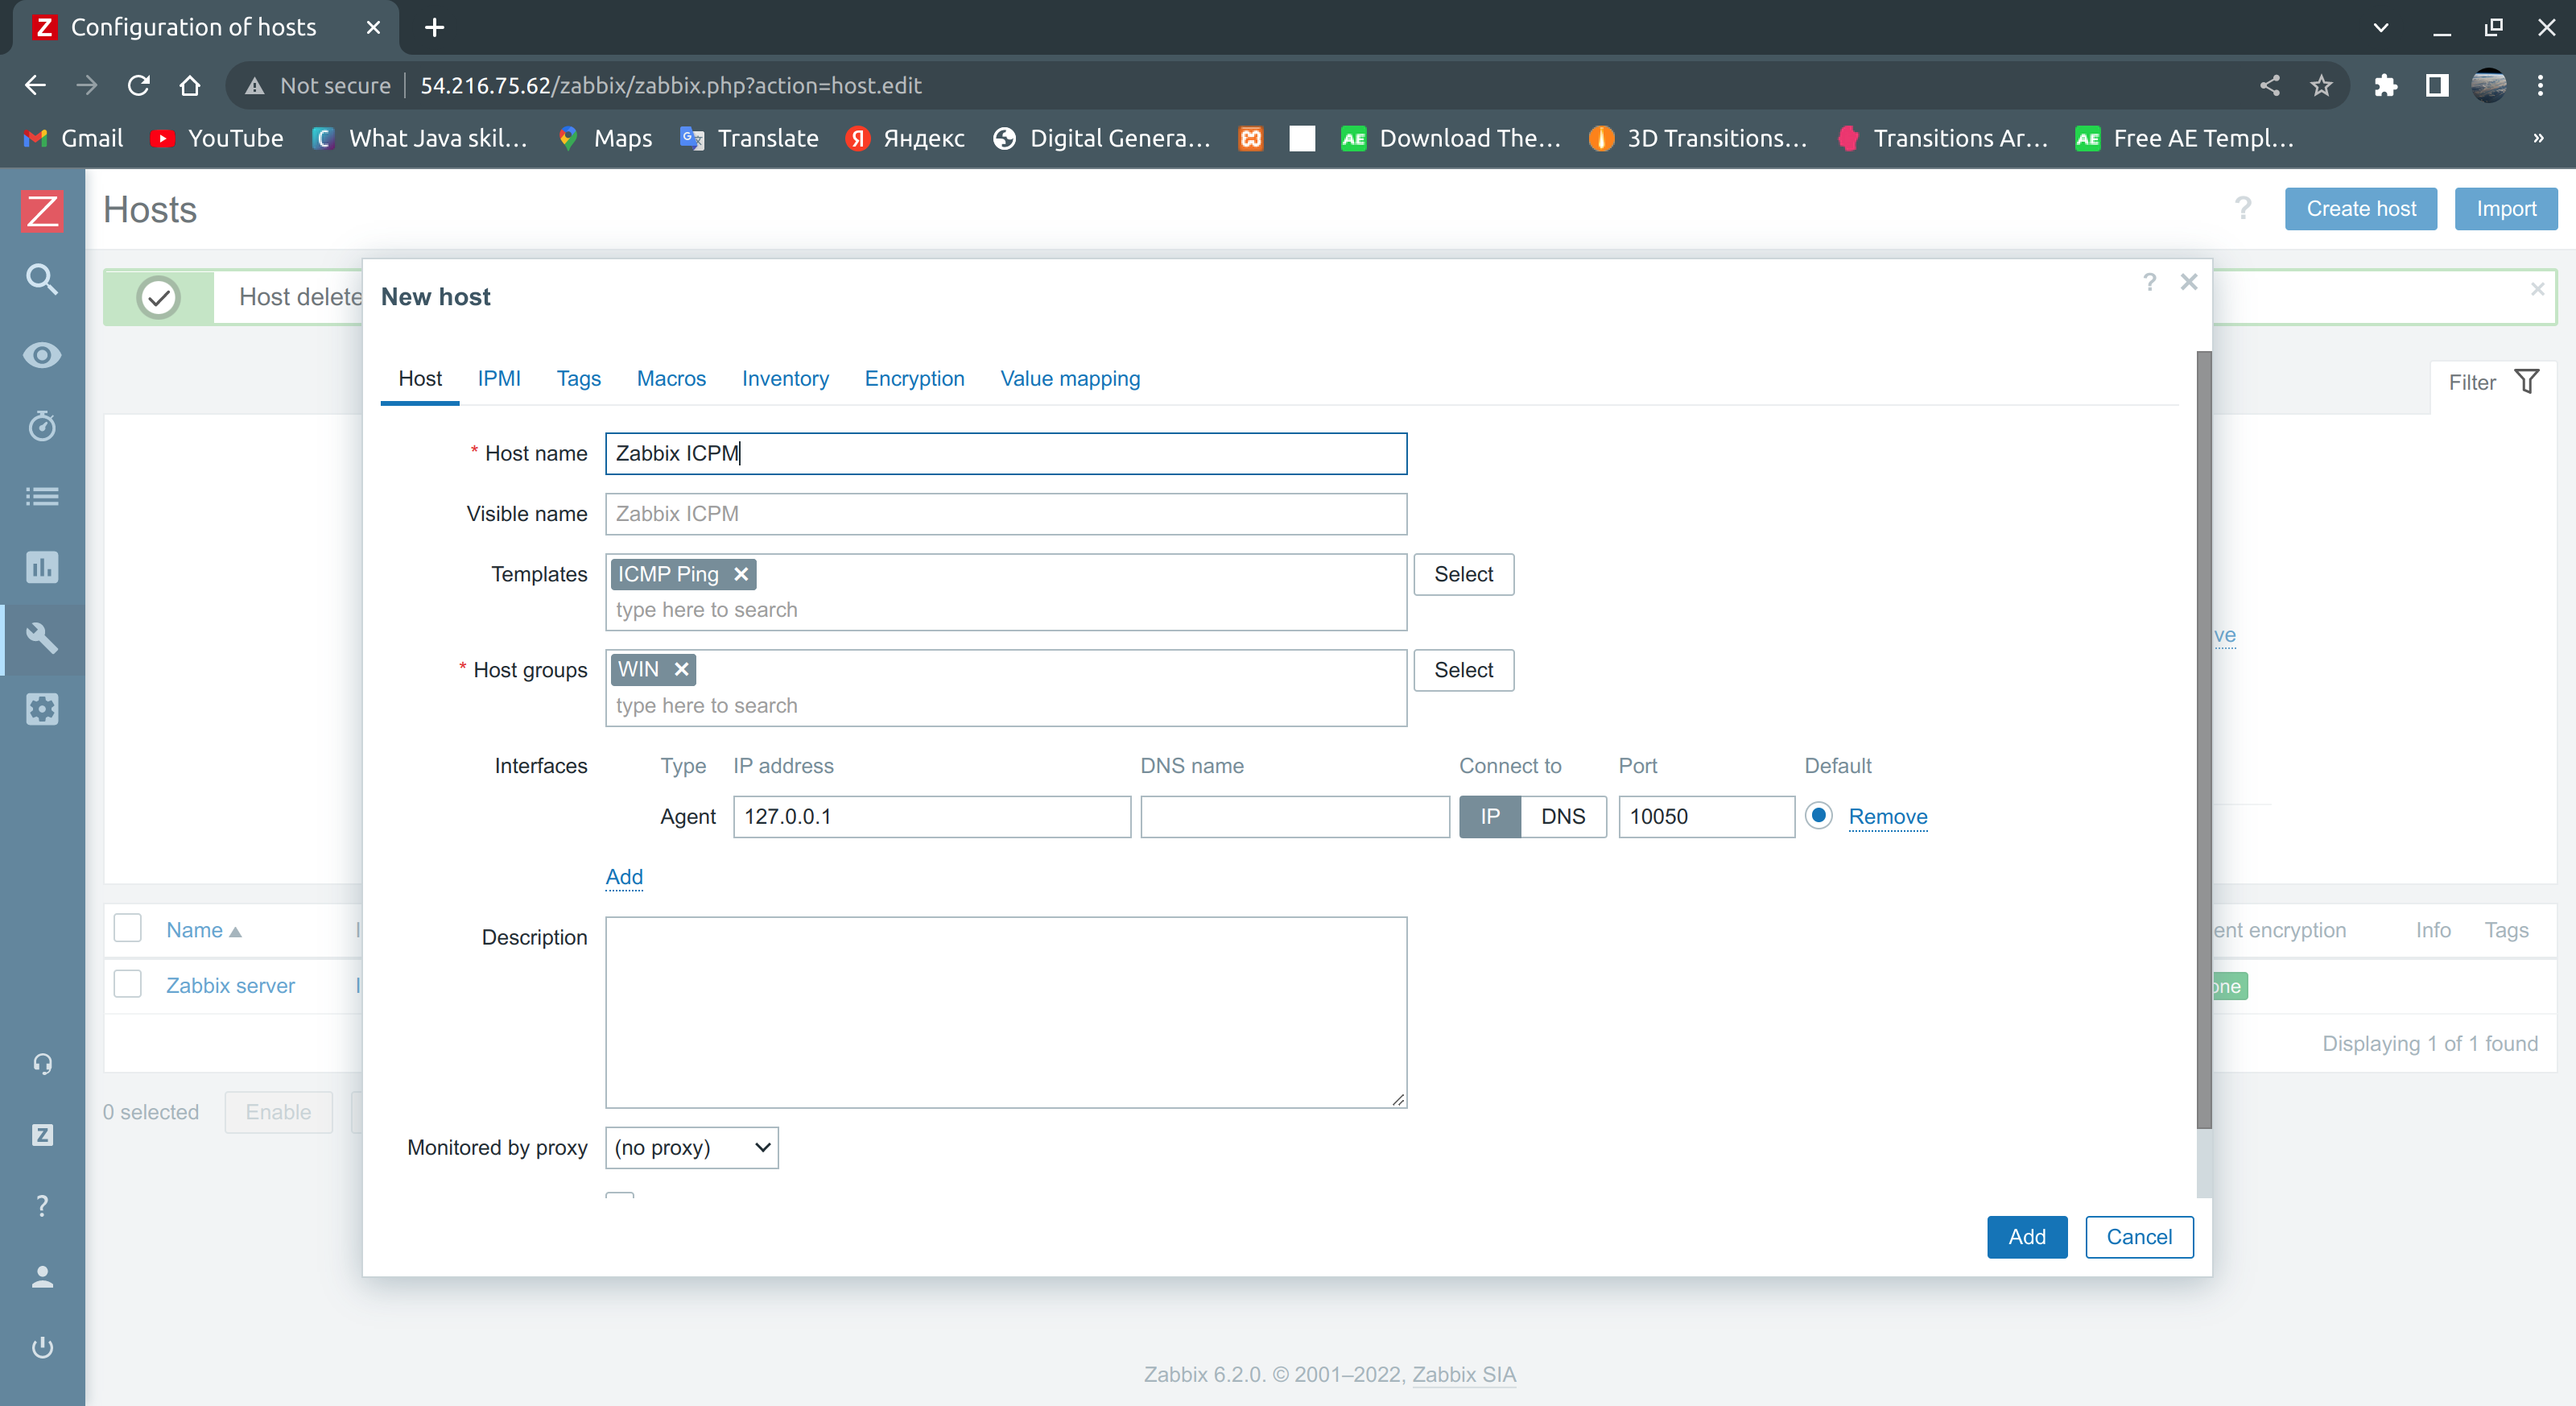 Configuration of hosts
Not secure 54.216.75.62/zabbix/zabbix.php?action=host.edit
Gmail YouTube What Java skil... Maps Translate Яндекс Digital Genera... AE Download The... 3D Transitions... Transitions Ar... AE Free AE Templ...
Hosts ? Create host Import
Host delete
New host
Host IPMI Tags Macros Inventory Encryption Value mapping
Filter
* Host name Zabbix ICPM
Visible name Zabbix ICPM
Templates ICMP Ping Select
type here to search
* Host groups WIN Select
type here to search
Interfaces Type IP address DNS name Connect to Port Default
Agent 127.0.0.1 IP DNS 10050 Remove
Add
Description
Name ent encryption Info Tags
Zabbix server one
Displaying 1 of 1 found
0 selected Enable
Monitored by proxy (no proxy)
Add Cancel
Zabbix 6.2.0. © 2001–2022, Zabbix SIA